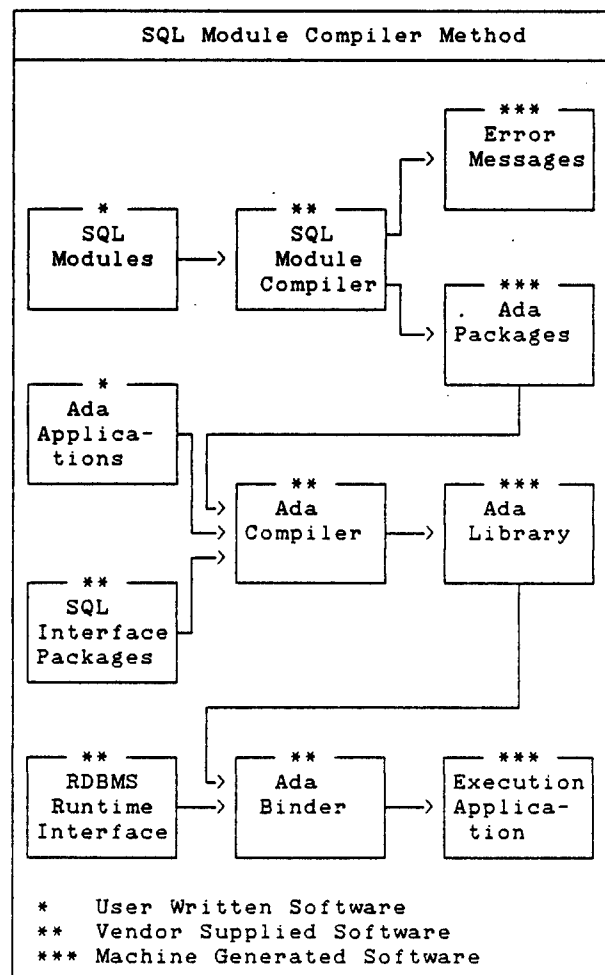 SQL Module Compiler Method
***
Error
Messages
*
SQL
Modules
**
SQL
Module
Compiler
***
Ada
Packages
*
Ada
Applica-
tions
**
Ada
Compiler
***
Ada
Library
**
SQL
Interface
Packages
**
RDBMS
Runtime
Interface
**
Ada
Binder
***
Execution
Applica-
tion
* User Written Software
** Vendor Supplied Software
*** Machine Generated Software